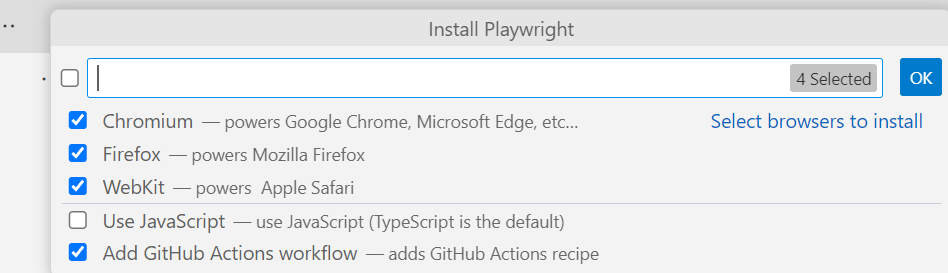 Install Playwright
4 Selected
OK
Chromium — powers Google Chrome, Microsoft Edge, etc... Select browsers to install
Firefox — powers Mozilla Firefox
WebKit — powers Apple Safari
Use JavaScript — use JavaScript (TypeScript is the default)
Add GitHub Actions workflow — adds GitHub Actions recipe